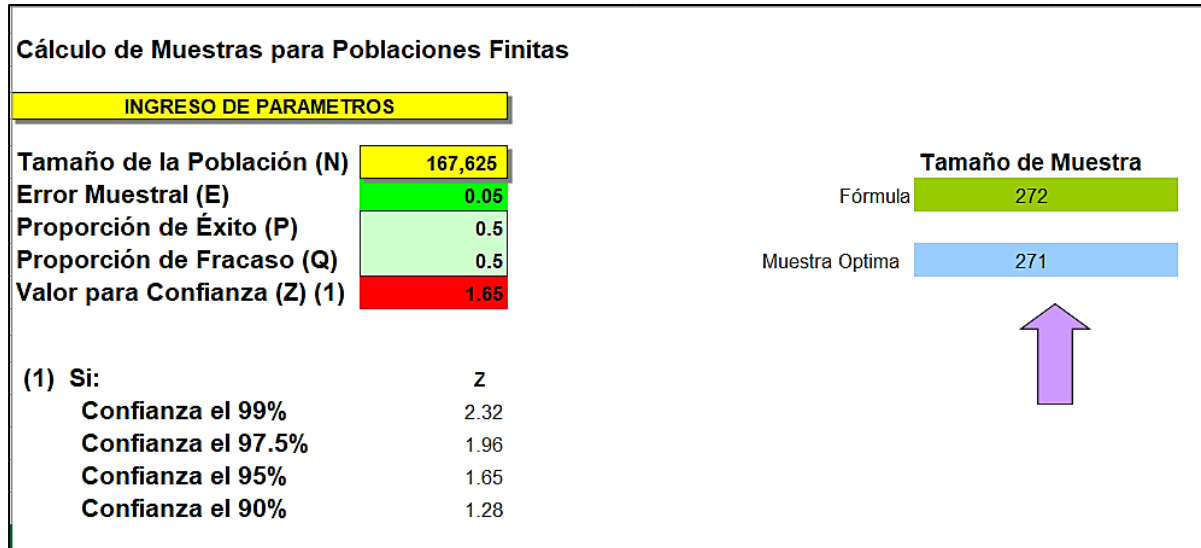 Cálculo de Muestras para Poblaciones Finitas
INGRESO DE PARAMETROS
Tamaño de la Población (N) 167,625
Tamaño de Muestra
Error Muestral (E) 0.05
Fórmula 272
Proporción de Éxito (P) 0.5
Proporción de Fracaso (Q) 0.5
Muestra Optima 271
Valor para Confianza (Z) (1) 1.65
(1) Si: Z
Confianza el 99% 2.32
Confianza el 97.5% 1.96
Confianza el 95% 1.65
Confianza el 90% 1.28